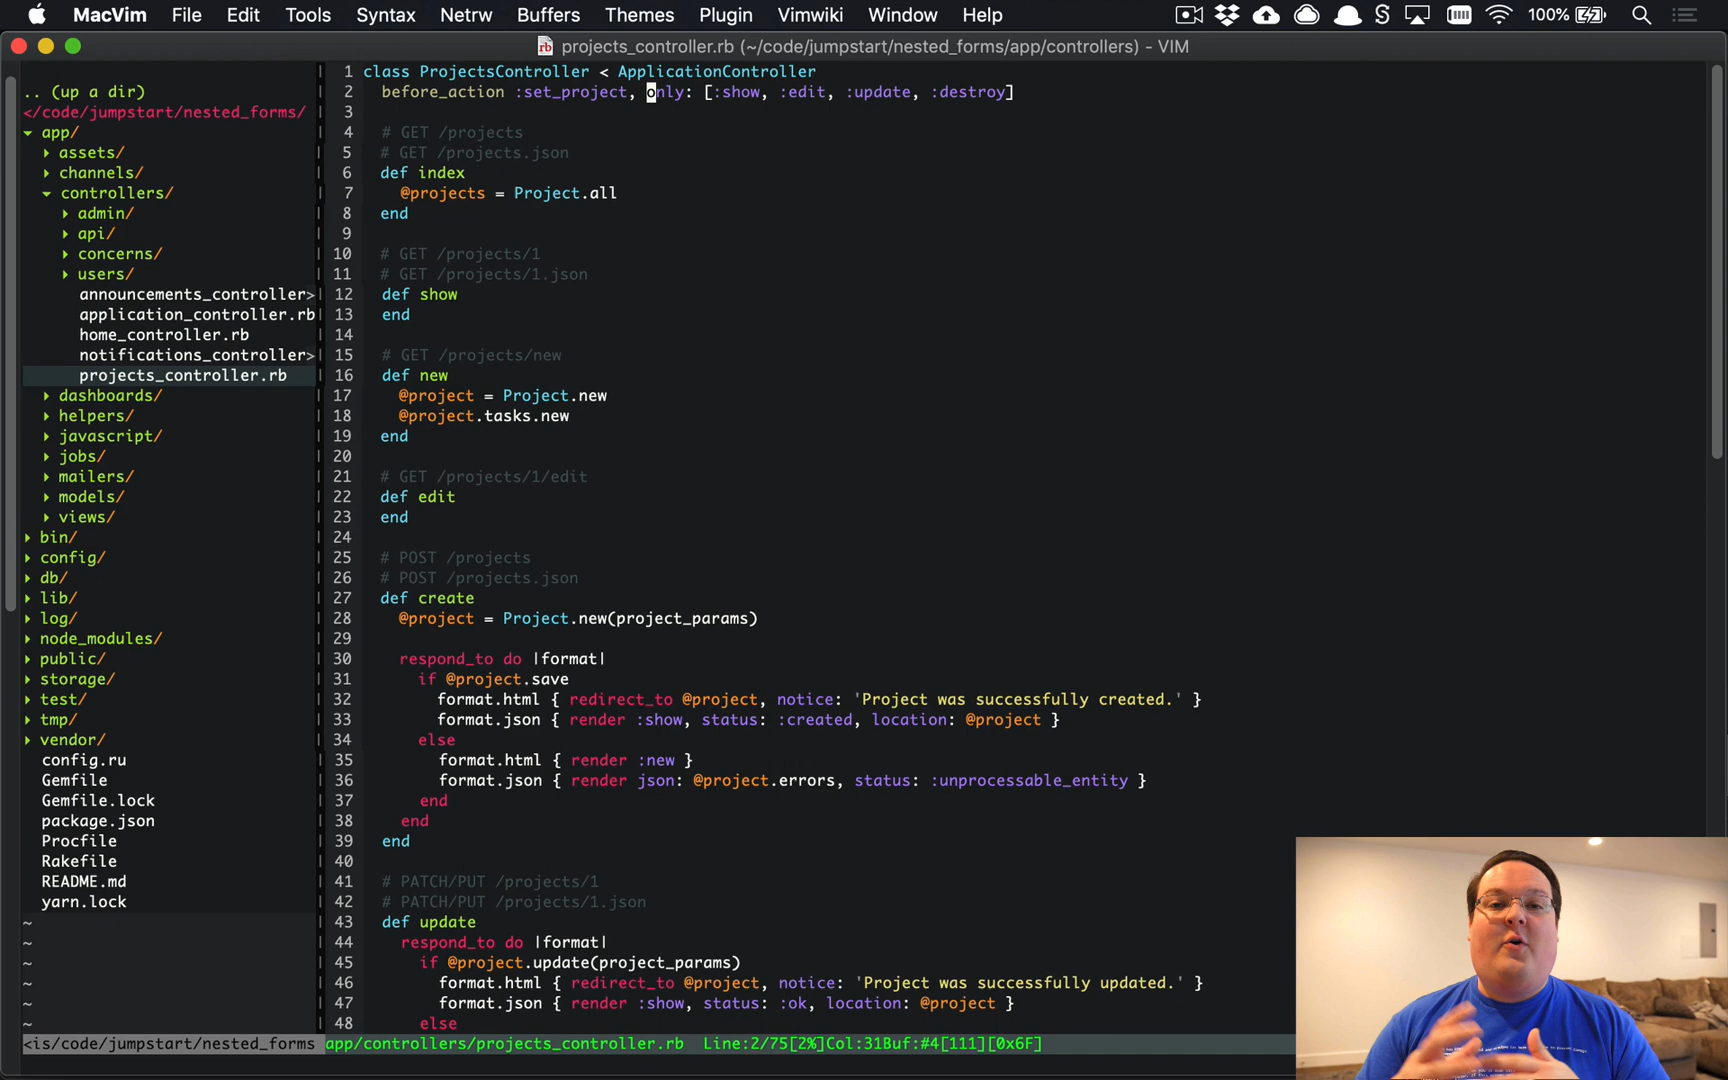 MacVim File Edit Tools Syntax Netrw Buffers Themes Plugin Vimwiki Window Help 100%
projects_controller.rb (~/code/jumpstart/nested_forms/app/controllers) - VIM
.. (up a dir)
</code/jumpstart/nested_forms/
app/
assets/
channels/
controllers/
admin/
api/
concerns/
users/
announcements_controller>
application_controller.rb
home_controller.rb
notifications_controller>
projects_controller.rb
dashboards/
helpers/
javascript/
jobs/
mailers/
models/
views/
bin/
config/
db/
lib/
log/
node_modules/
public/
storage/
test/
tmp/
vendor/
config.ru
Gemfile
Gemfile.lock
package.json
Procfile
Rakefile
README.md
yarn.lock
~
~
~
~
~
~
1 class ProjectsController < ApplicationController
2 before_action :set_project, only: [:show, :edit, :update, :destroy]
3
4 # GET /projects
5 # GET /projects.json
6 def index
7 @projects = Project.all
8 end
9
10 # GET /projects/1
11 # GET /projects/1.json
12 def show
13 end
14
15 # GET /projects/new
16 def new
17 @project = Project.new
18 @project.tasks.new
19 end
20
21 # GET /projects/1/edit
22 def edit
23 end
24
25 # POST /projects
26 # POST /projects.json
27 def create
28 @project = Project.new(project_params)
29
30 respond_to do |format|
31 if @project.save
32 format.html { redirect_to @project, notice: 'Project was successfully created.' }
33 format.json { render :show, status: :created, location: @project }
34 else
35 format.html { render :new }
36 format.json { render json: @project.errors, status: :unprocessable_entity }
37 end
38 end
39 end
40
41 # PATCH/PUT /projects/1
42 # PATCH/PUT /projects/1.json
43 def update
44 respond_to do |format|
45 if @project.update(project_params)
46 format.html { redirect_to @project, notice: 'Project was successfully updated.' }
47 format.json { render :show, status: :ok, location: @project }
48 else
<is/code/jumpstart/nested_forms app/controllers/projects_controller.rb Line:2/75[2%]Col:31Buf:#4[111][0x6F]